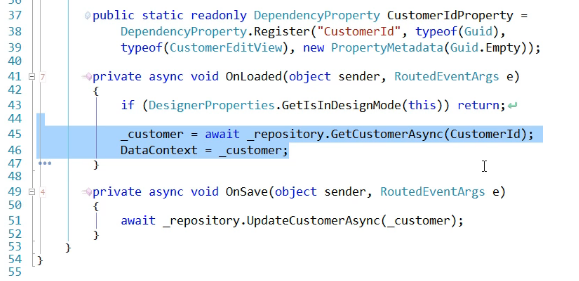 37 public static readonly DependencyProperty CustomerIdProperty =
38 DependencyProperty.Register("CustomerId", typeof(Guid),
39 typeof(CustomerEditView), new PropertyMetadata(Guid.Empty));
40
41 7 private async void OnLoaded(object sender, RoutedEventArgs e)
42 {
43 if (DesignerProperties.GetIsInDesignMode(this)) return;
44
45 _customer = await _repository.GetCustomerAsync(CustomerId);
46 DataContext = _customer;
47 }
48
49 4 private async void OnSave(object sender, RoutedEventArgs e)
50 {
51 await _repository.UpdateCustomerAsync(_customer);
52 }
53 }
54 }
55